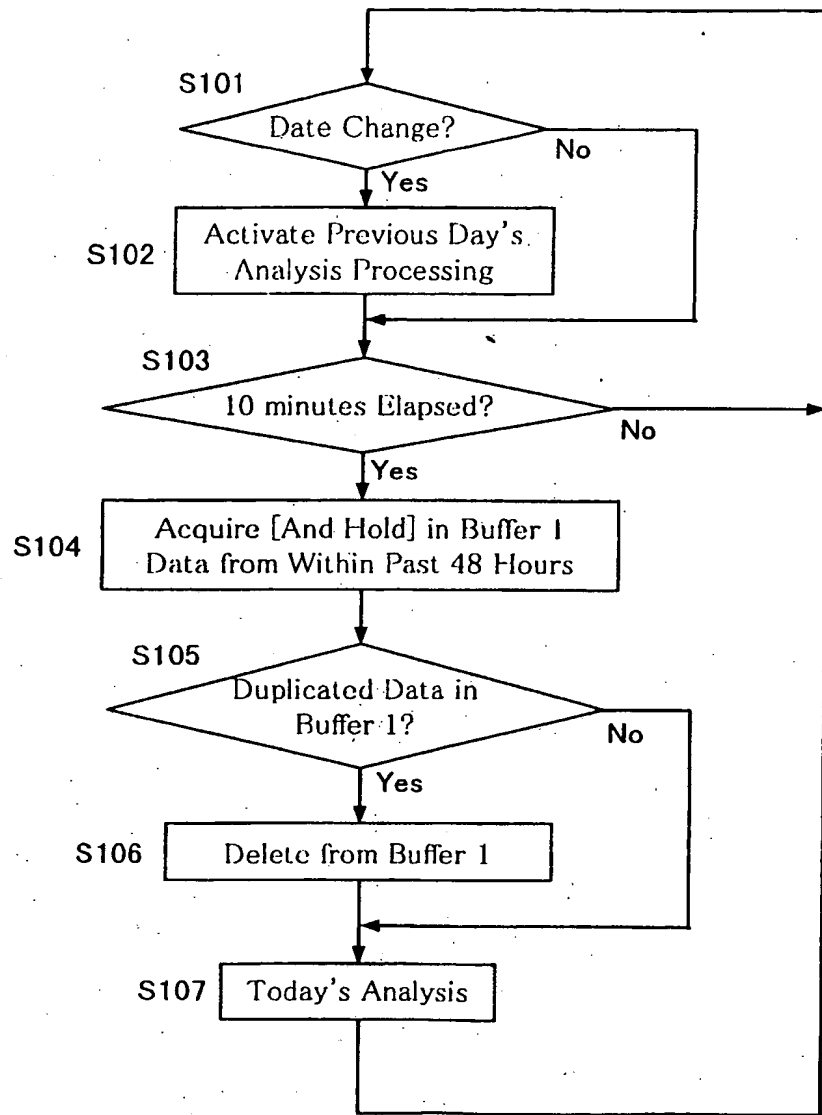 S101
Date Change?
No
Yes
S102
Activate Previous Day's
Analysis Processing
S103
10 minutes Elapsed?
No
Yes
S104
Acquire [And Hold] in Buffer 1
Data from Within Past 48 Hours
S105
Duplicated Data in
Buffer 1?
No
Yes
S106
Delete from Buffer 1
S107
Today's Analysis